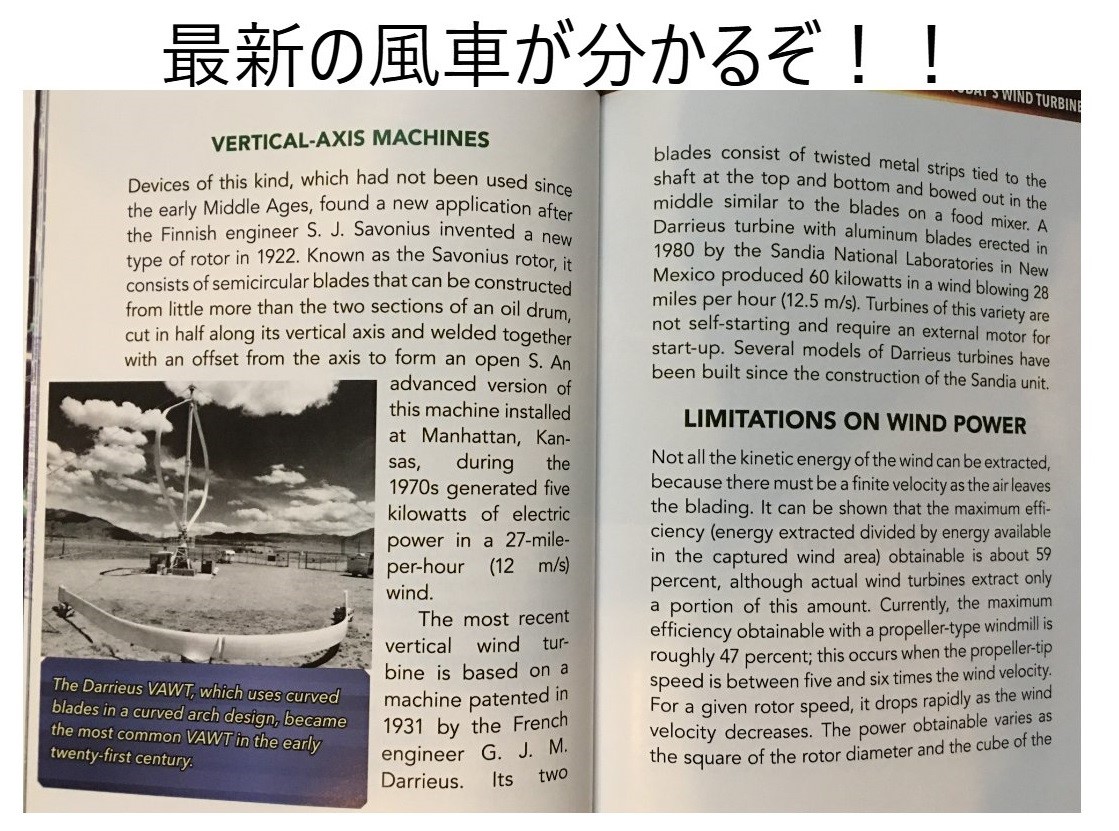 最新の風車が分かるぞ！！
VERTICAL-AXIS MACHINES
Devices of this kind, which had not been used since
the early Middle Ages, found a new application after
the Finnish engineer S. J. Savonius invented a new
type of rotor in 1922. Known as the Savonius rotor, it
consists of semicircular blades that can be constructed
from little more than the two sections of an oil drum,
cut in half along its vertical axis and welded together
with an offset from the axis to form an open S. An
advanced version of
this machine installed
at Manhattan, Kan-
sas, during the
1970s generated five
kilowatts of electric
power in a 27-mile-
per-hour (12 m/s)
wind.
The most recent
vertical wind tur-
bine is based on a
machine patented in
1931 by the French
engineer G. J. M.
Darrieus. Its two
The Darrieus VAWT, which uses curved
blades in a curved arch design, became
the most common VAWT in the early
twenty-first century.
TODAY'S WIND TURBINE
blades consist of twisted metal strips tied to the
shaft at the top and bottom and bowed out in the
middle similar to the blades on a food mixer. A
Darrieus turbine with aluminum blades erected in
1980 by the Sandia National Laboratories in New
Mexico produced 60 kilowatts in a wind blowing 28
miles per hour (12.5 m/s). Turbines of this variety are
not self-starting and require an external motor for
start-up. Several models of Darrieus turbines have
been built since the construction of the Sandia unit.
LIMITATIONS ON WIND POWER
Not all the kinetic energy of the wind can be extracted,
because there must be a finite velocity as the air leaves
the blading. It can be shown that the maximum effi-
ciency (energy extracted divided by energy available
in the captured wind area) obtainable is about 59
percent, although actual wind turbines extract only
a portion of this amount. Currently, the maximum
efficiency obtainable with a propeller-type windmill is
roughly 47 percent; this occurs when the propeller-tip
speed is between five and six times the wind velocity.
For a given rotor speed, it drops rapidly as the wind
velocity decreases. The power obtainable varies as
the square of the rotor diameter and the cube of the